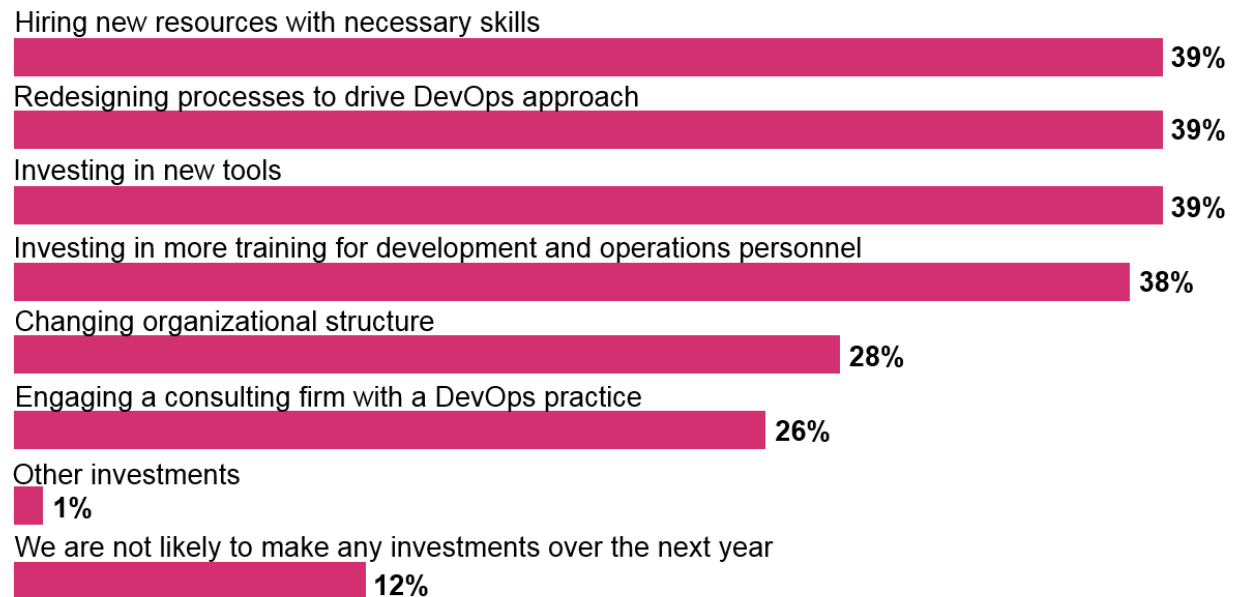 Hiring new resources with necessary skills
39%
Redesigning processes to drive DevOps approach
39%
Investing in new tools
39%
Investing in more training for development and operations personnel
38%
Changing organizational structure
28%
Engaging a consulting firm with a DevOps practice
26%
Other investments
1%
We are not likely to make any investments over the next year
12%